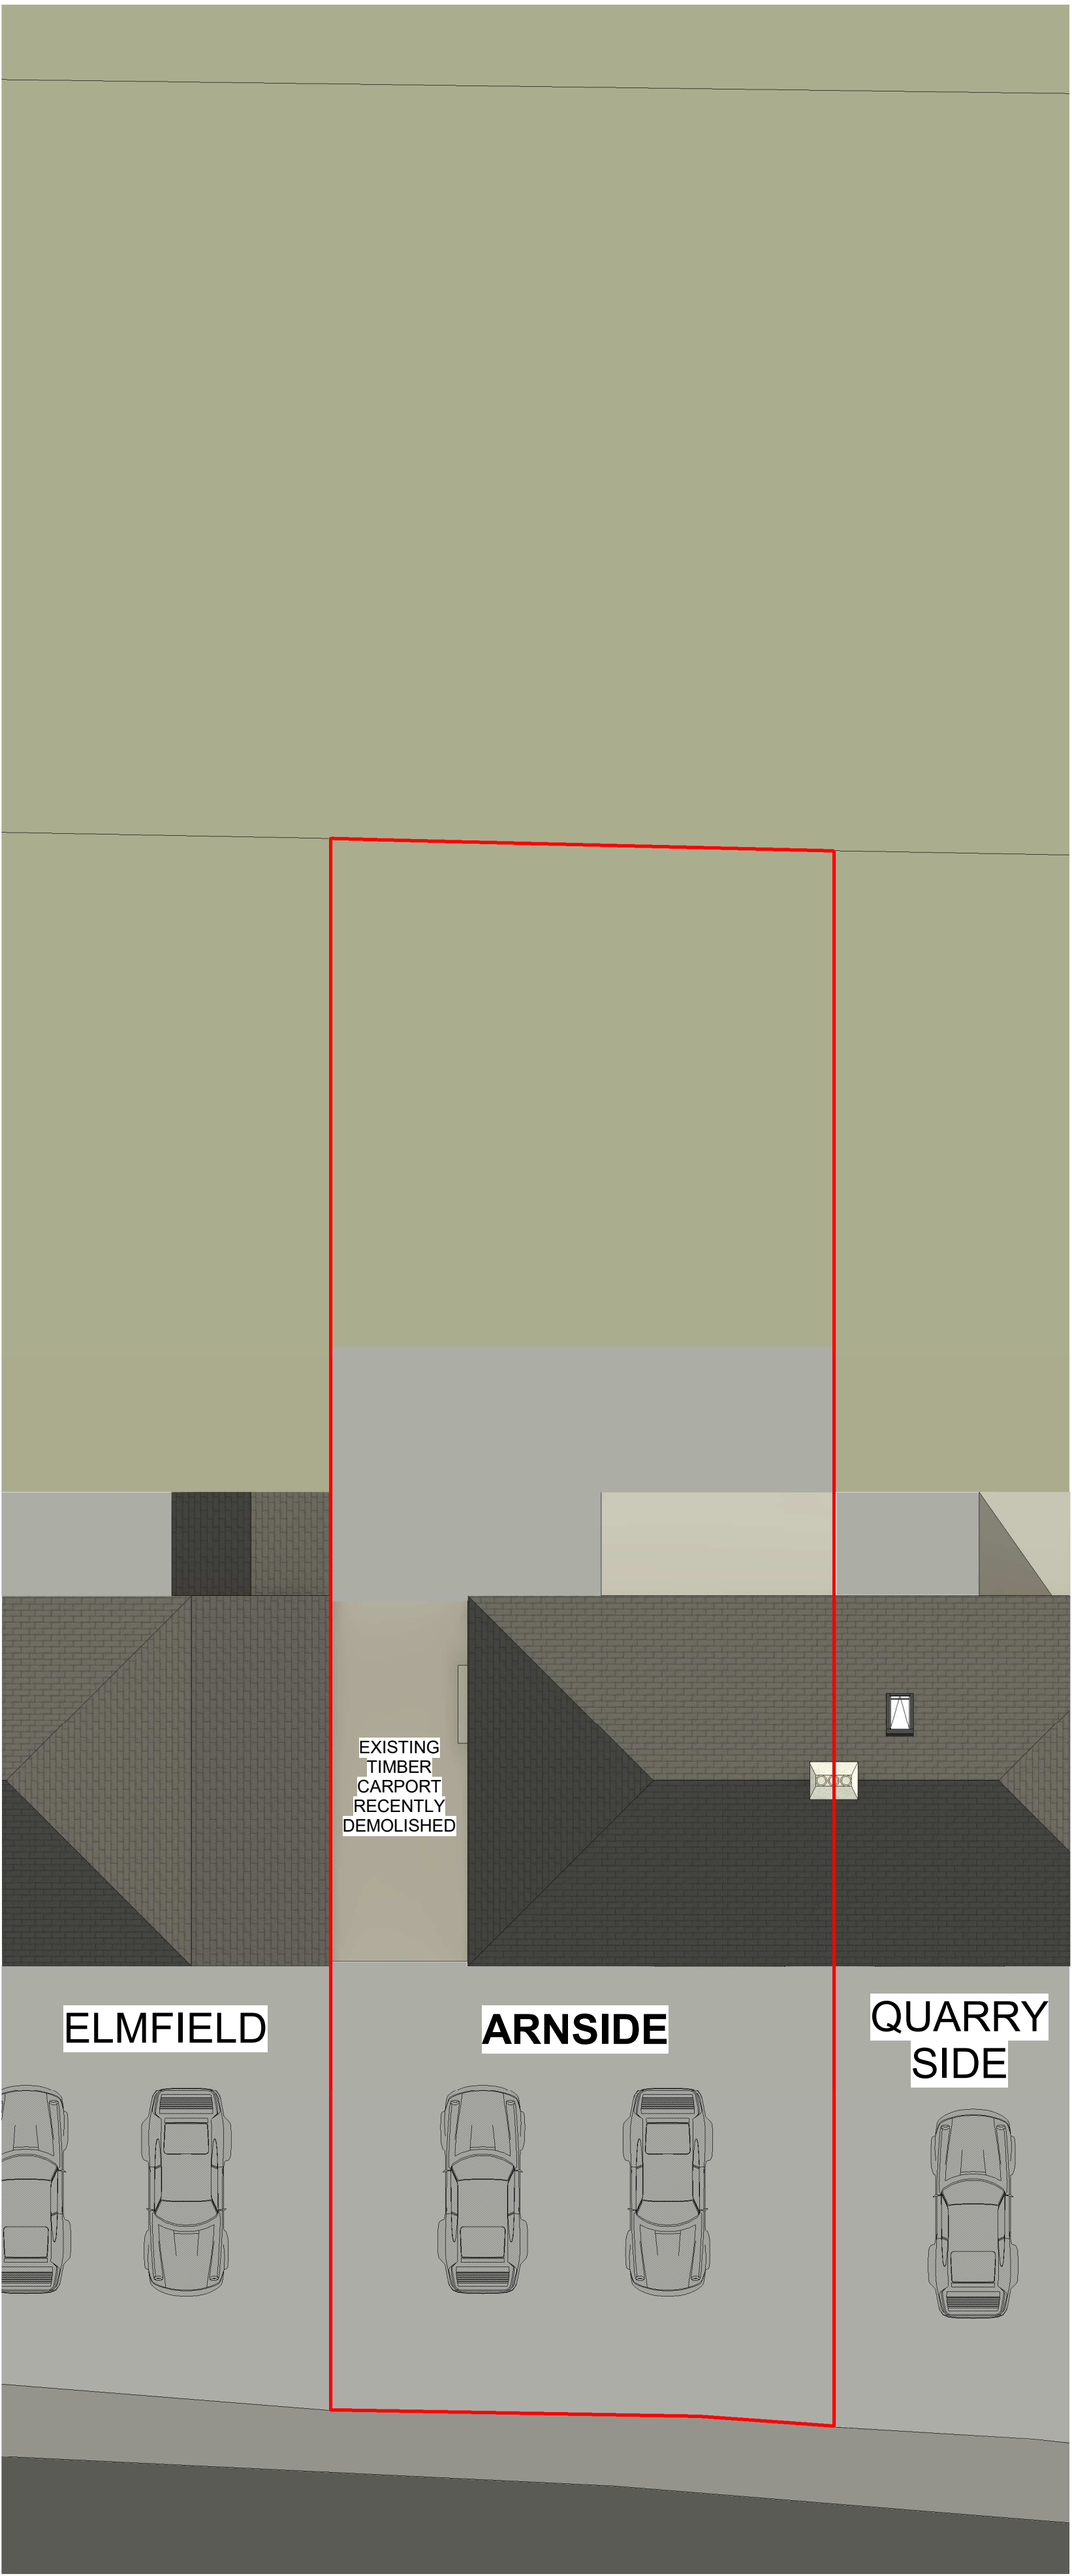 EXISTING
TIMBER
CARPORT
RECENTLY
DEMOLISHED
ELMFIELD
ARNSIDE
QUARRY
SIDE